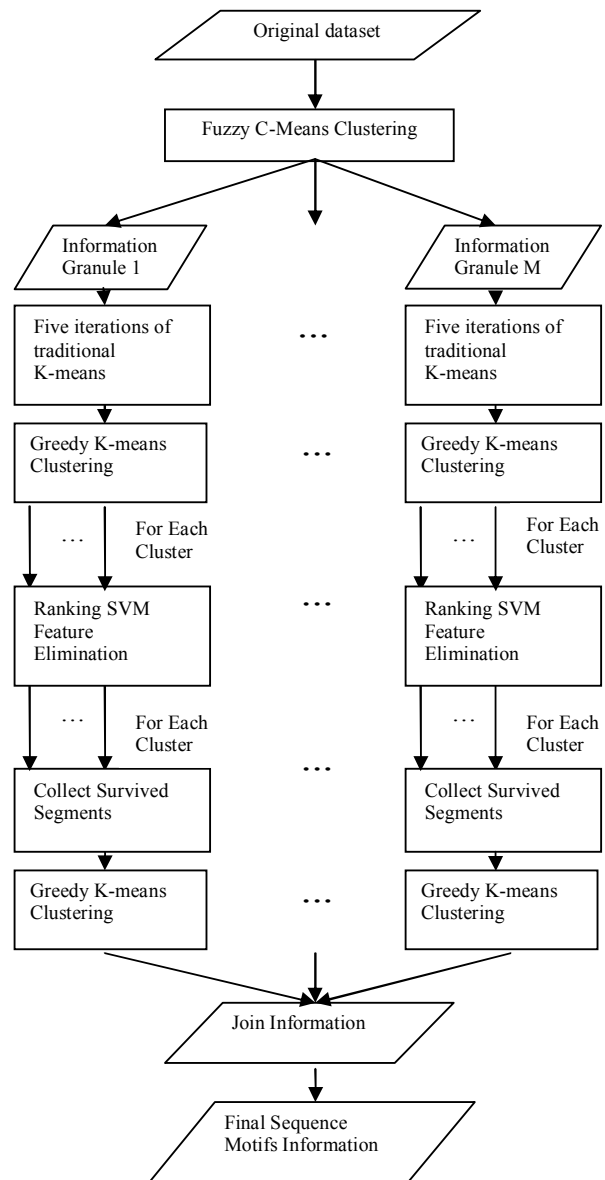 Original dataset
Fuzzy C-Means Clustering
Information
Granule 1
Information
Granule M
Five iterations of
traditional
K-means
...
Five iterations of
traditional
K-means
Greedy K-means
Clustering
...
Greedy K-means
Clustering
...
For Each
Cluster
...
For Each
Cluster
Ranking SVM
Feature
Elimination
...
Ranking SVM
Feature
Elimination
...
For Each
Cluster
...
For Each
Cluster
Collect Survived
Segments
...
Collect Survived
Segments
Greedy K-means
Clustering
...
Greedy K-means
Clustering
Join Information
Final Sequence
Motifs Information